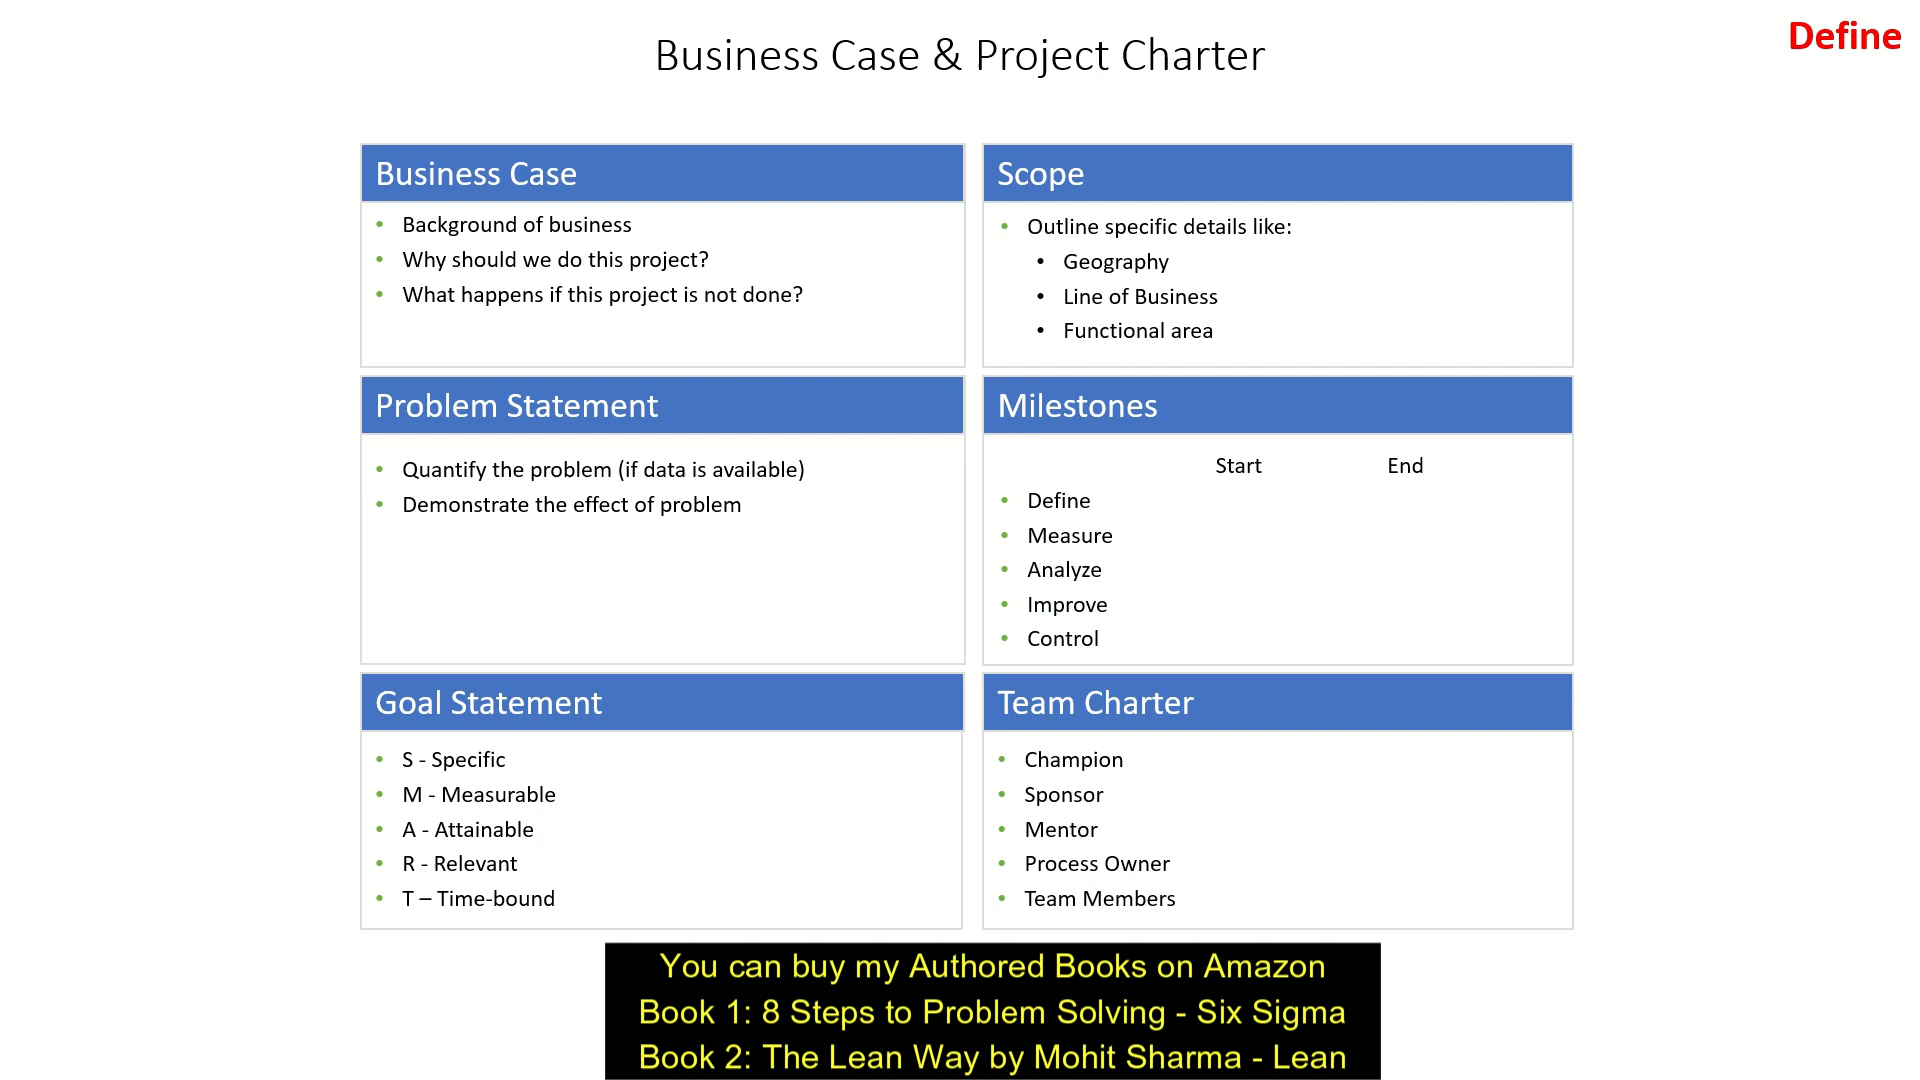 Define
Business Case & Project Charter
Business Case
• Background of business
• Why should we do this project?
• What happens if this project is not done?
Scope
• Outline specific details like:
• Geography
• Line of Business
• Functional area
Problem Statement
• Quantify the problem (if data is available)
• Demonstrate the effect of problem
Milestones
Start End
• Define
• Measure
• Analyze
• Improve
• Control
Goal Statement
• S - Specific
• M - Measurable
• A - Attainable
• R - Relevant
• T – Time-bound
Team Charter
• Champion
• Sponsor
• Mentor
• Process Owner
• Team Members
You can buy my Authored Books on Amazon
Book 1: 8 Steps to Problem Solving - Six Sigma
Book 2: The Lean Way by Mohit Sharma - Lean